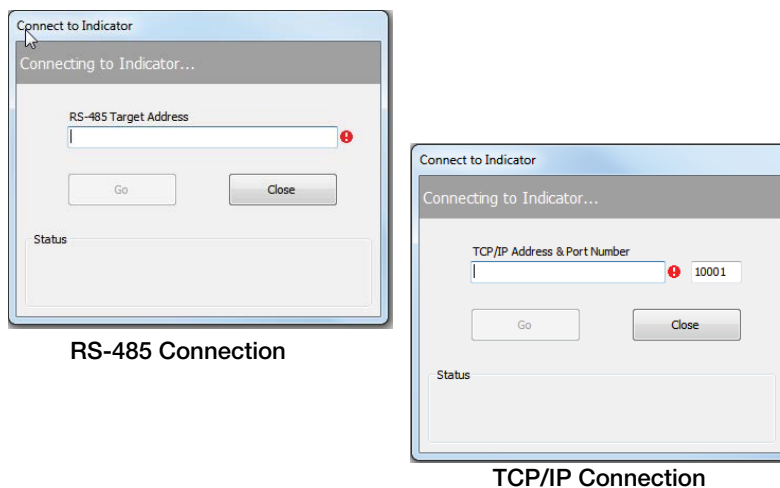 Connect to Indicator
Connecting to Indicator...
RS-485 Target Address
Go
Close
Status
RS-485 Connection
Connect to Indicator
Connecting to Indicator...
TCP/IP Address & Port Number
10001
Go
Close
Status
TCP/IP Connection